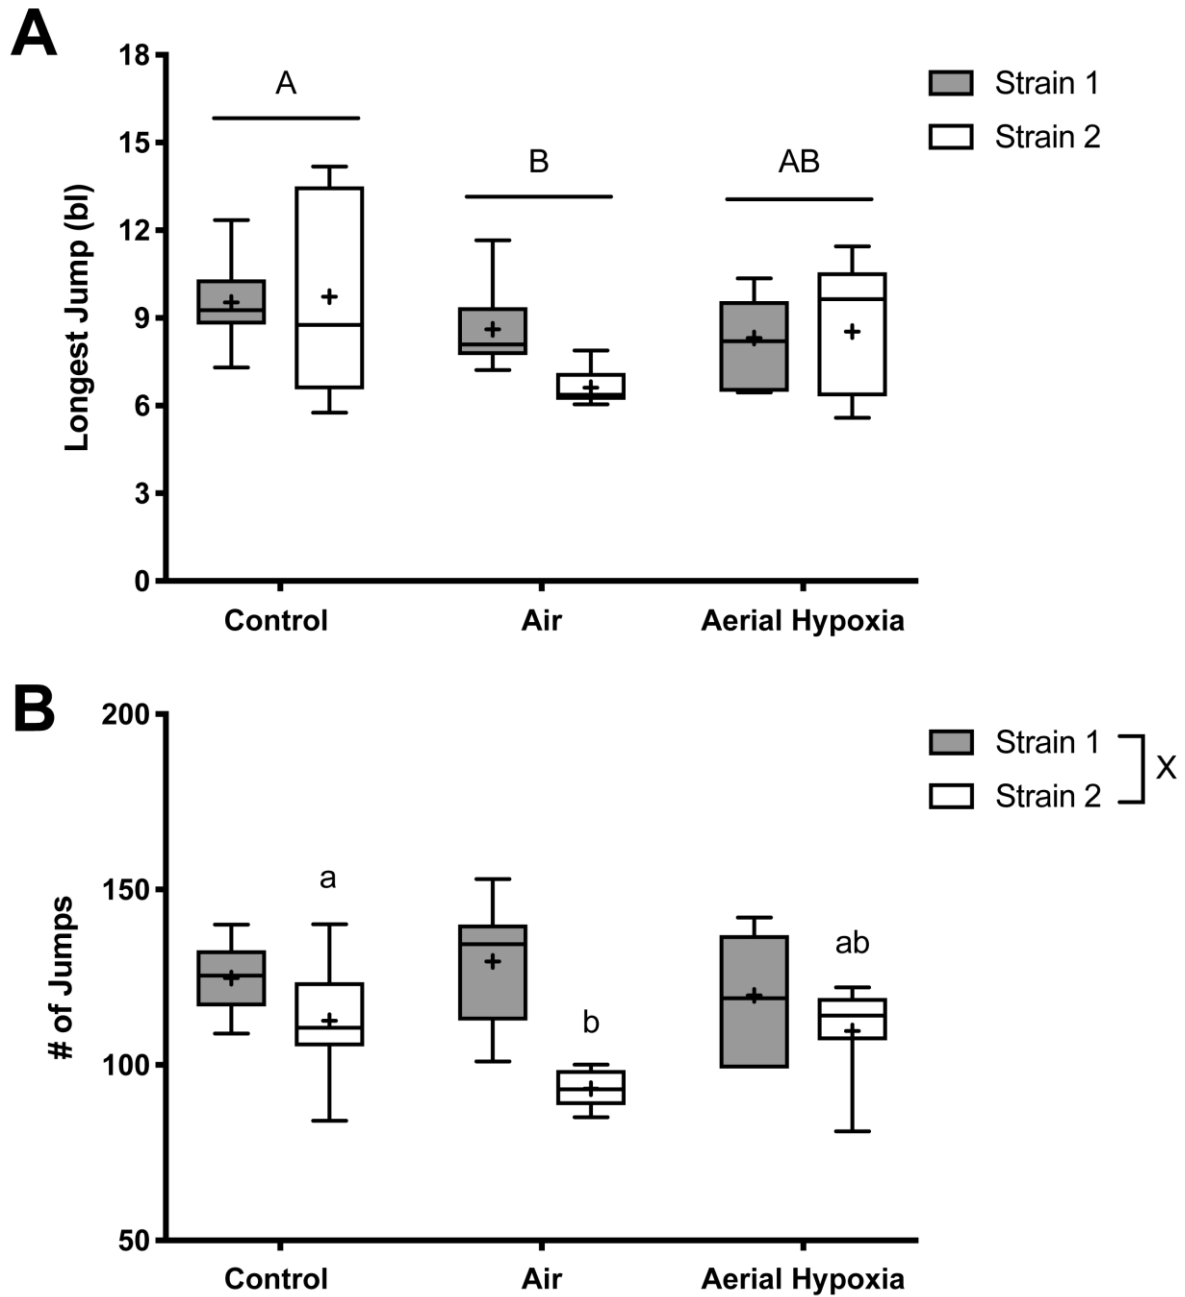 A
18
15
12
9
6
3
0
Longest Jump (bl)
A
B
AB
Strain 1
Strain 2
Control
Air
Aerial Hypoxia
B
200
150
100
50
# of Jumps
a
b
ab
Strain 1
Strain 2
X
Control
Air
Aerial Hypoxia